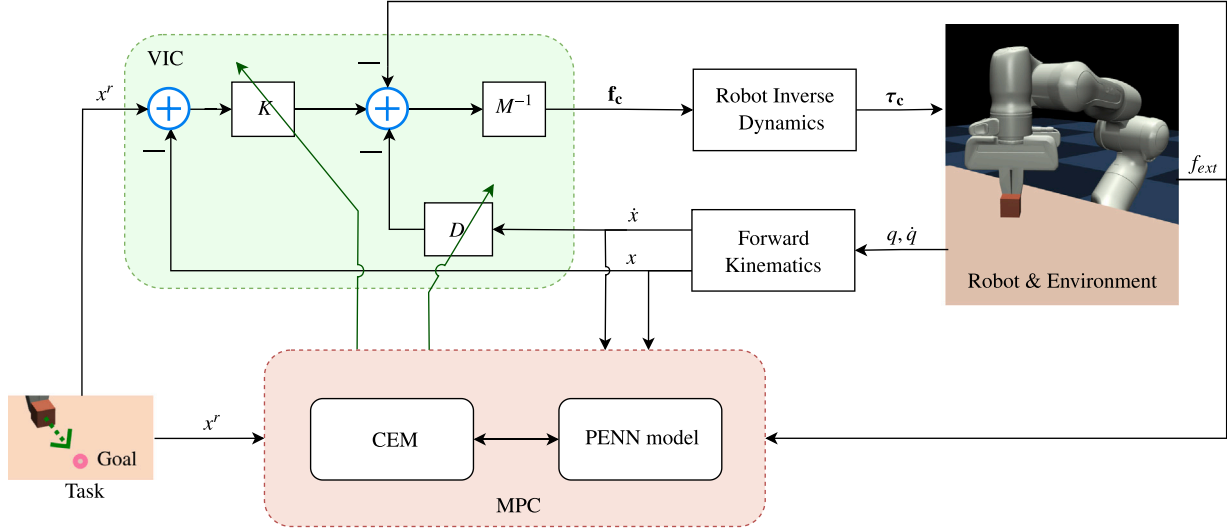 VIC
x^r
K
M⁻¹
f_c
Robot Inverse
Dynamics
τ_c
f_ext
D
ẋ
x
Forward
Kinematics
q, q̇
Robot & Environment
x^r
Goal
Task
CEM
PENN model
MPC